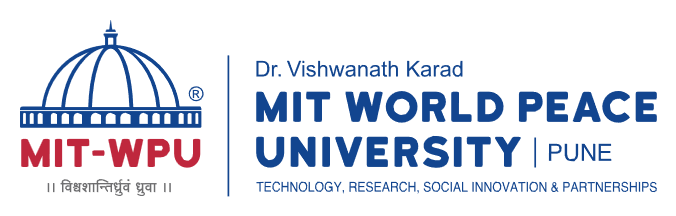 ®
MIT-WPU
।। विश्वशान्तिर्ध्रुवं ध्रुवा ।।
Dr. Vishwanath Karad
MIT WORLD PEACE
UNIVERSITY | PUNE
TECHNOLOGY, RESEARCH, SOCIAL INNOVATION & PARTNERSHIPS